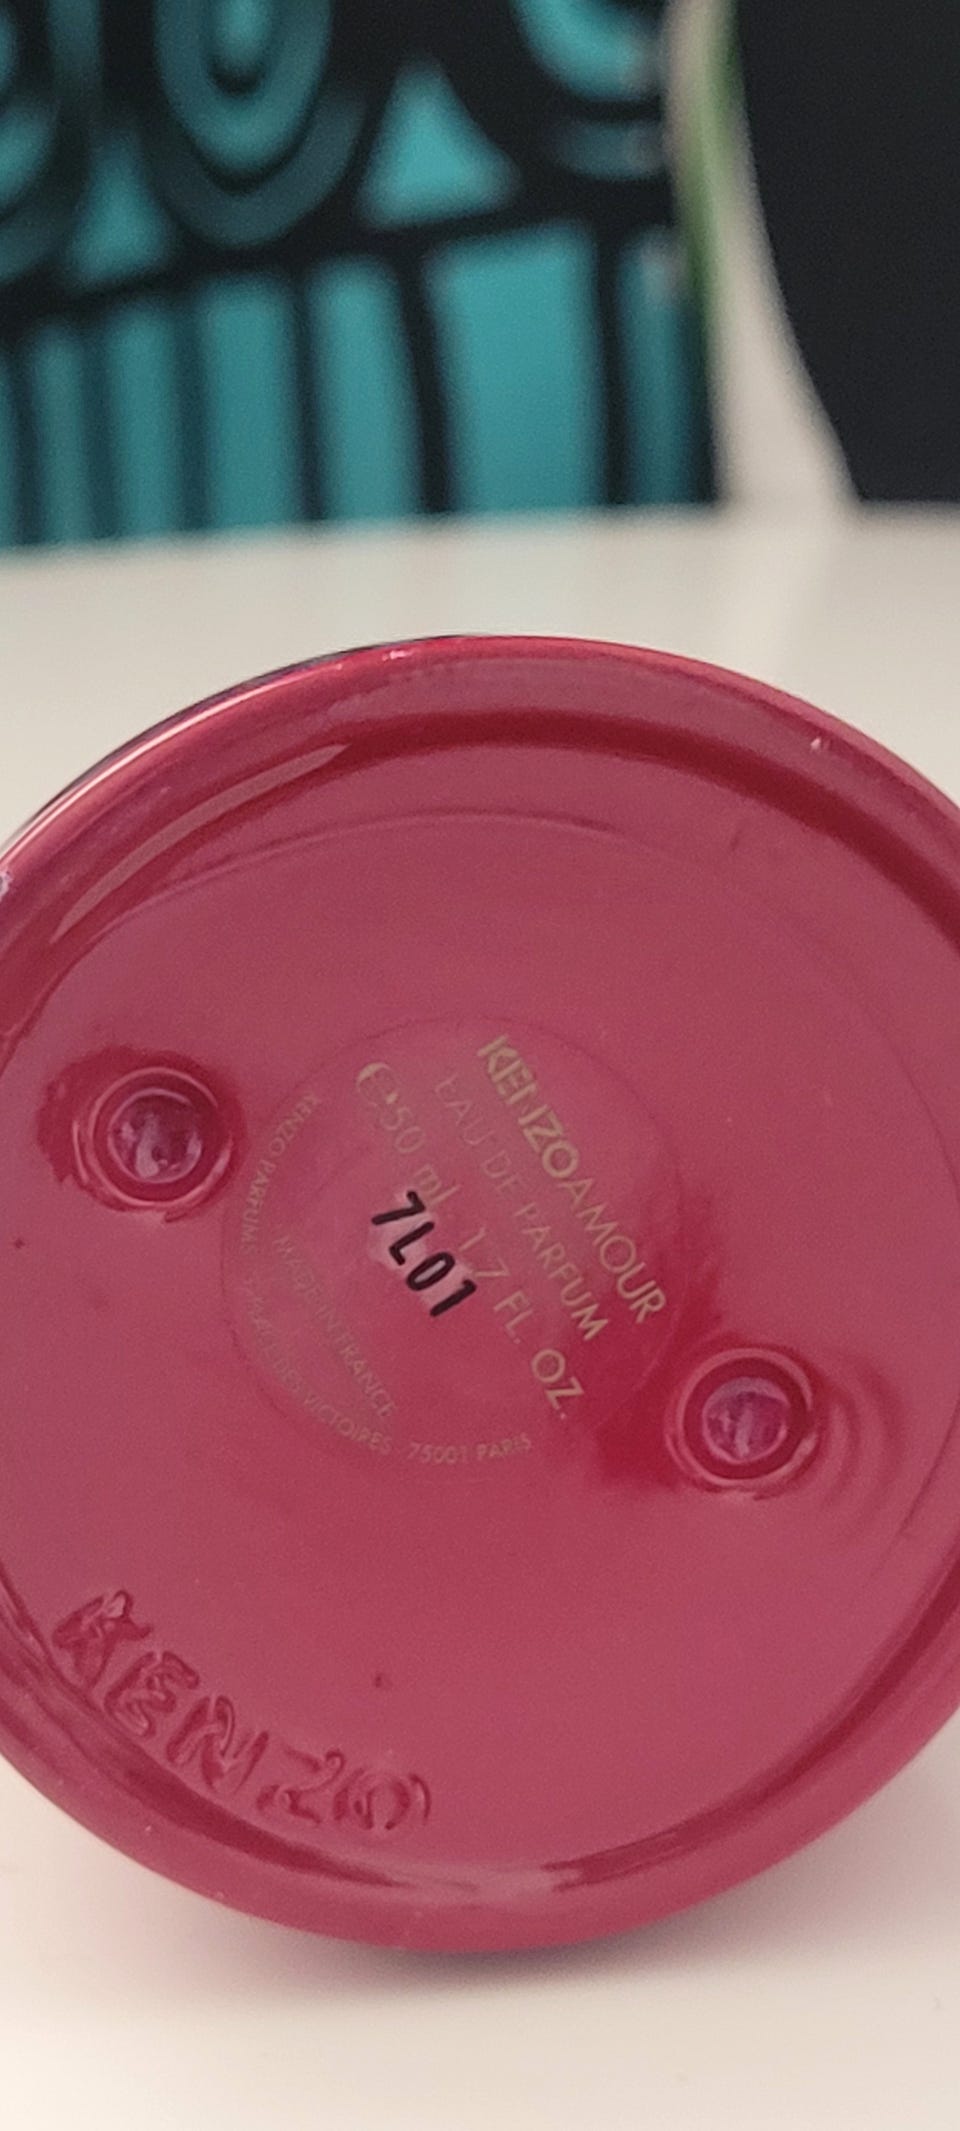 KENZOAMOUR
EAU DE PARFUM
℮ 50 ml 1.7 FL. OZ.
7L01
MADE IN FRANCE
KENZO PARFUMS
PLACE DES VICTOIRES 75001 PARIS
KENZO